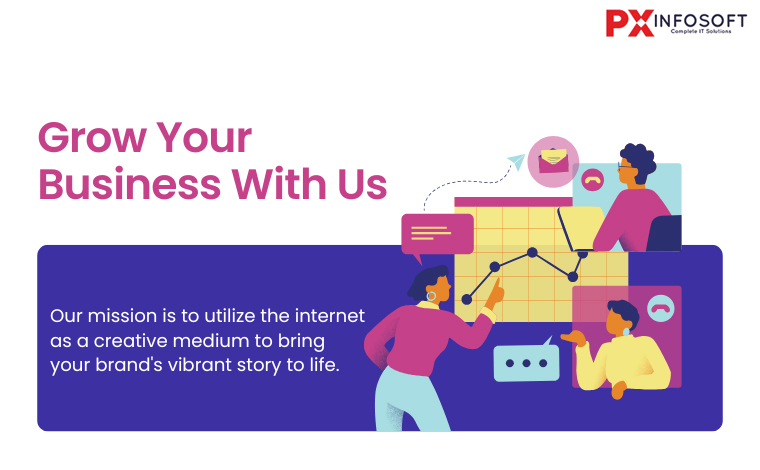 PX INFOSOFT
Complete IT Solutions
Grow Your
Business With Us
Our mission is to utilize the internet
as a creative medium to bring
your brand's vibrant story to life.